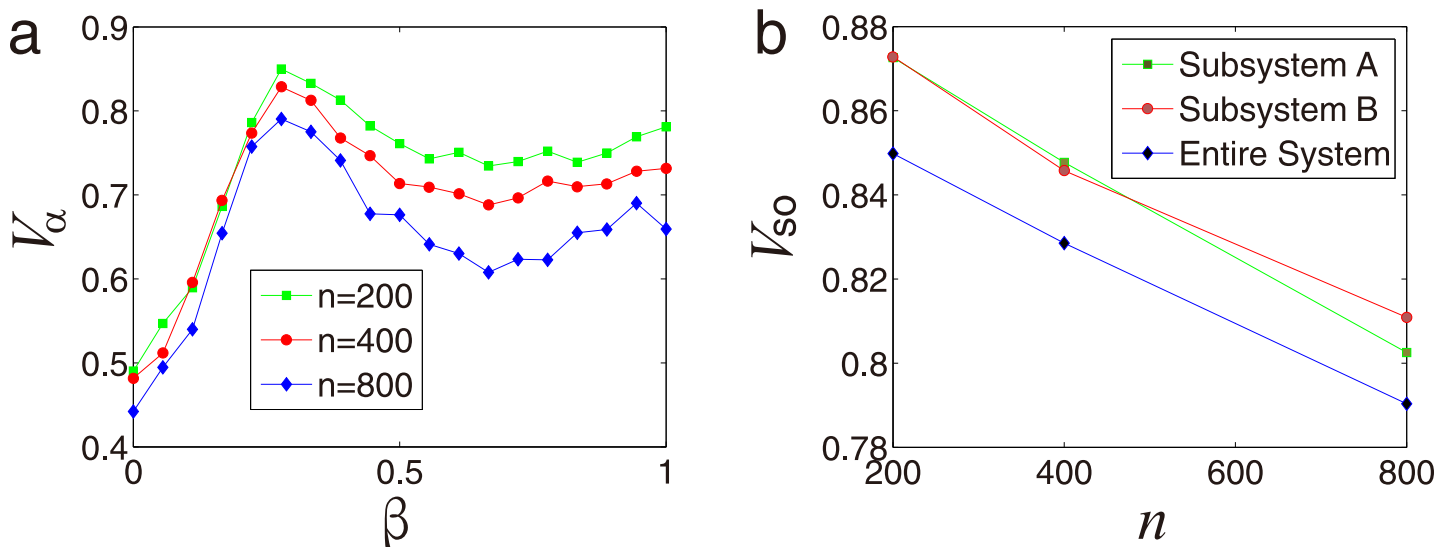 a
0.9
0.8
0.7
0.6
0.5
0.4
Vα
n=200
n=400
n=800
0
0.5
1
β
b
0.88
0.86
0.84
0.82
0.8
0.78
Vso
Subsystem A
Subsystem B
Entire System
200
400
600
800
n